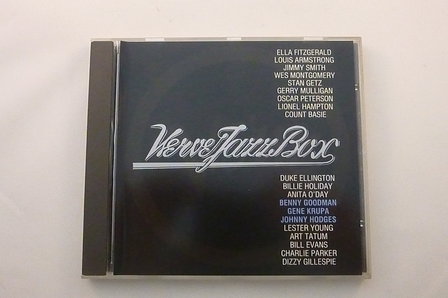 ELLA FITZGERALD
LOUIS ARMSTRONG
JIMMY SMITH
WES MONTGOMERY
STAN GETZ
GERRY MULLIGAN
OSCAR PETERSON
LIONEL HAMPTON
COUNT BASIE
Verve Jazz Box
DUKE ELLINGTON
BILLIE HOLIDAY
ANITA O'DAY
BENNY GOODMAN
GENE KRUPA
JOHNNY HODGES
LESTER YOUNG
ART TATUM
BILL EVANS
CHARLIE PARKER
DIZZY GILLESPIE